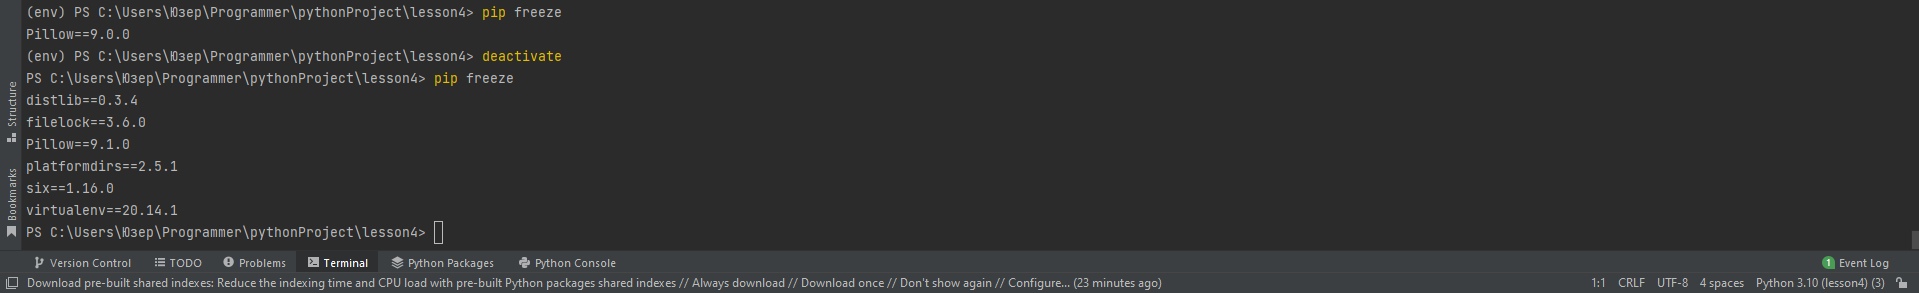 (env) PS C:\Users\Юзер\Programmer\pythonProject\lesson4> pip freeze
Pillow==9.0.0
(env) PS C:\Users\Юзер\Programmer\pythonProject\lesson4> deactivate
PS C:\Users\Юзер\Programmer\pythonProject\lesson4> pip freeze
distlib==0.3.4
filelock==3.6.0
Pillow==9.1.0
platformdirs==2.5.1
six==1.16.0
virtualenv==20.14.1
PS C:\Users\Юзер\Programmer\pythonProject\lesson4>
Structure
Bookmarks
Version Control TODO Problems Terminal Python Packages Python Console 1 Event Log
Download pre-built shared indexes: Reduce the indexing time and CPU load with pre-built Python packages shared indexes // Always download // Download once // Don't show again // Configure... (23 minutes ago) 1:1 CRLF UTF-8 4 spaces Python 3.10 (lesson4) (3)